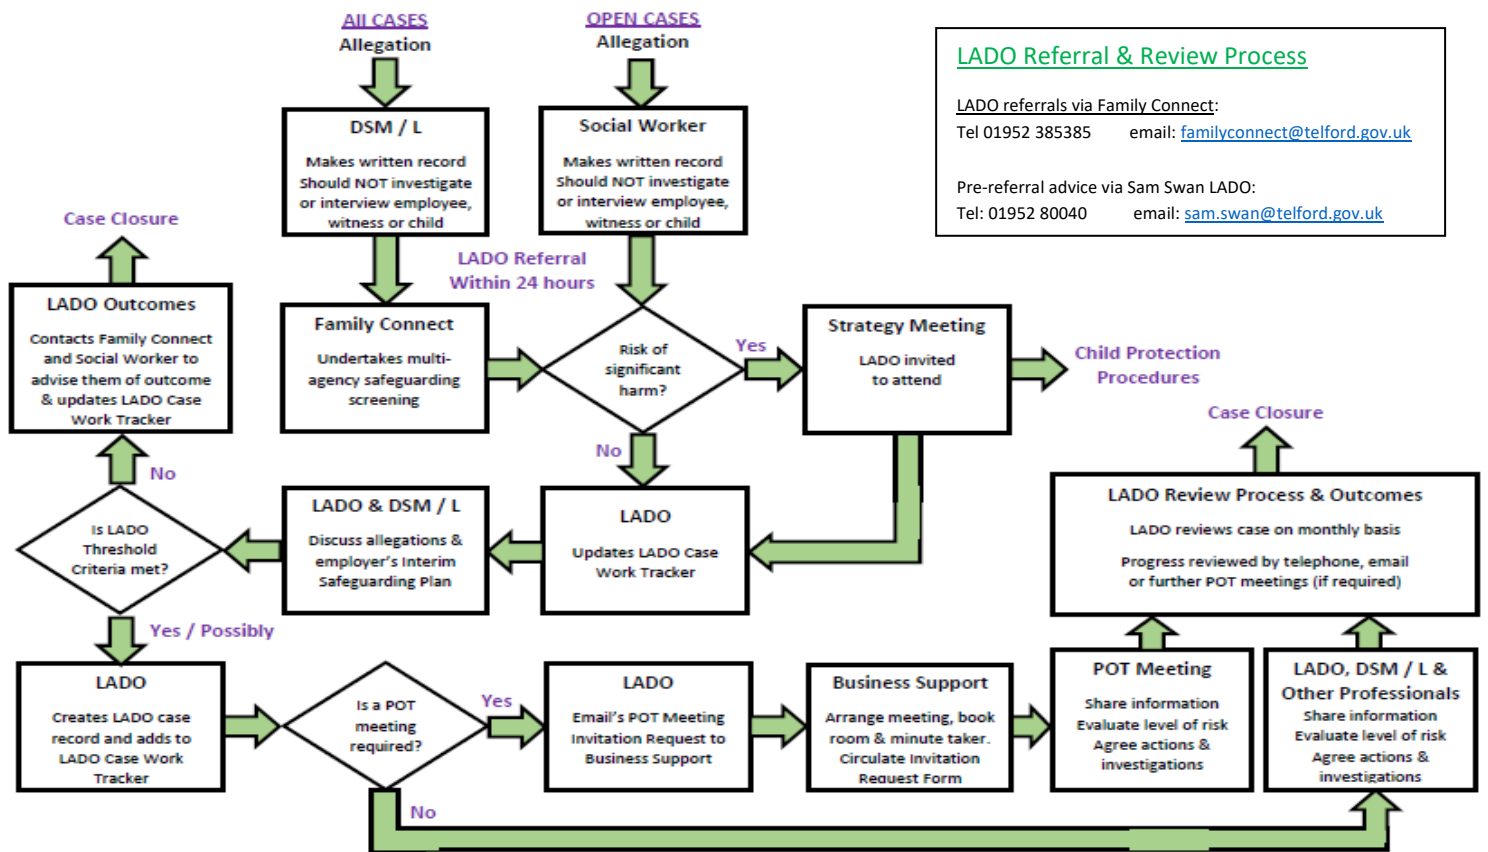 All CASES
Allegation
OPEN CASES
Allegation
LADO Referral & Review Process
LADO referrals via Family Connect:
Tel 01952 385385 email: familyconnect@telford.gov.uk
Pre-referral advice via Sam Swan LADO:
Tel: 01952 80040 email: sam.swan@telford.gov.uk
DSM / L
Makes written record
Should NOT investigate
or interview employee,
witness or child
Social Worker
Makes written record
Should NOT investigate
or interview employee,
witness or child
LADO Referral
Within 24 hours
Case Closure
LADO Outcomes
Contacts Family Connect
and Social Worker to
advise them of outcome
& updates LADO Case
Work Tracker
Family Connect
Undertakes multi-
agency safeguarding
screening
Risk of
significant
harm?
Yes
Strategy Meeting
LADO invited
to attend
Child Protection
Procedures
No
No
Case Closure
Is LADO
Threshold
Criteria met?
LADO & DSM / L
Discuss allegations &
employer's Interim
Safeguarding Plan
LADO
Updates LADO Case
Work Tracker
LADO Review Process & Outcomes
LADO reviews case on monthly basis
Progress reviewed by telephone, email
or further POT meetings (if required)
Yes / Possibly
LADO
Creates LADO case
record and adds to
LADO Case Work
Tracker
Is a POT
meeting
required?
Yes
LADO
Email's POT Meeting
Invitation Request to
Business Support
Business Support
Arrange meeting, book
room & minute taker.
Circulate Invitation
Request Form
POT Meeting
Share information
Evaluate level of risk
Agree actions &
investigations
LADO, DSM / L &
Other Professionals
Share information
Evaluate level of risk
Agree actions &
investigations
No